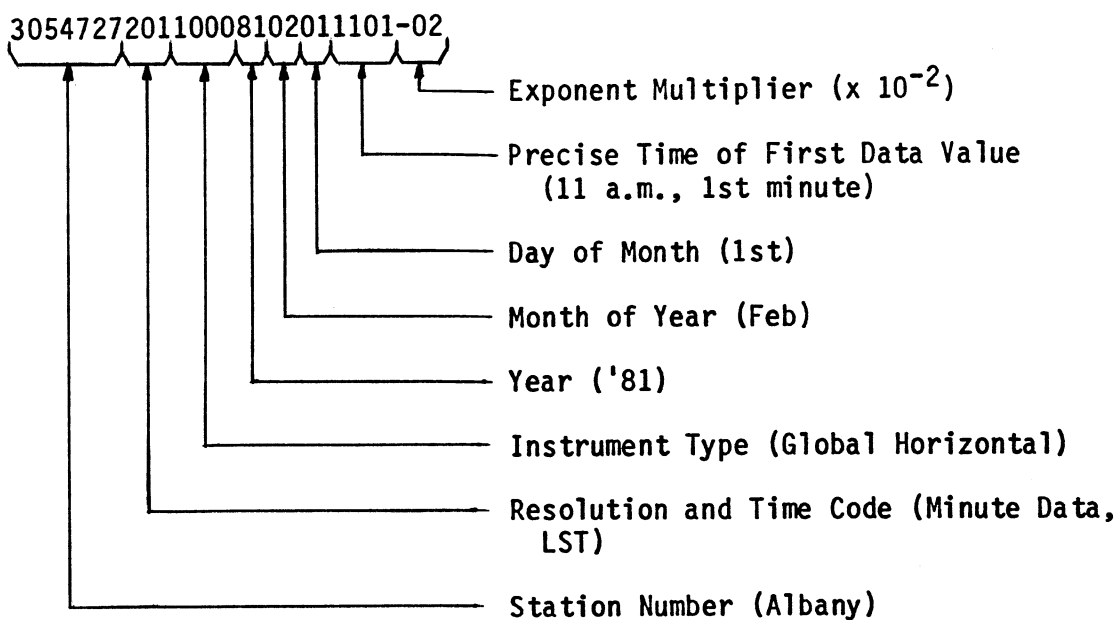 305472720110008102011101-02
Exponent Multiplier (x 10⁻²)
Precise Time of First Data Value
(11 a.m., 1st minute)
Day of Month (1st)
Month of Year (Feb)
Year ('81)
Instrument Type (Global Horizontal)
Resolution and Time Code (Minute Data,
LST)
Station Number (Albany)